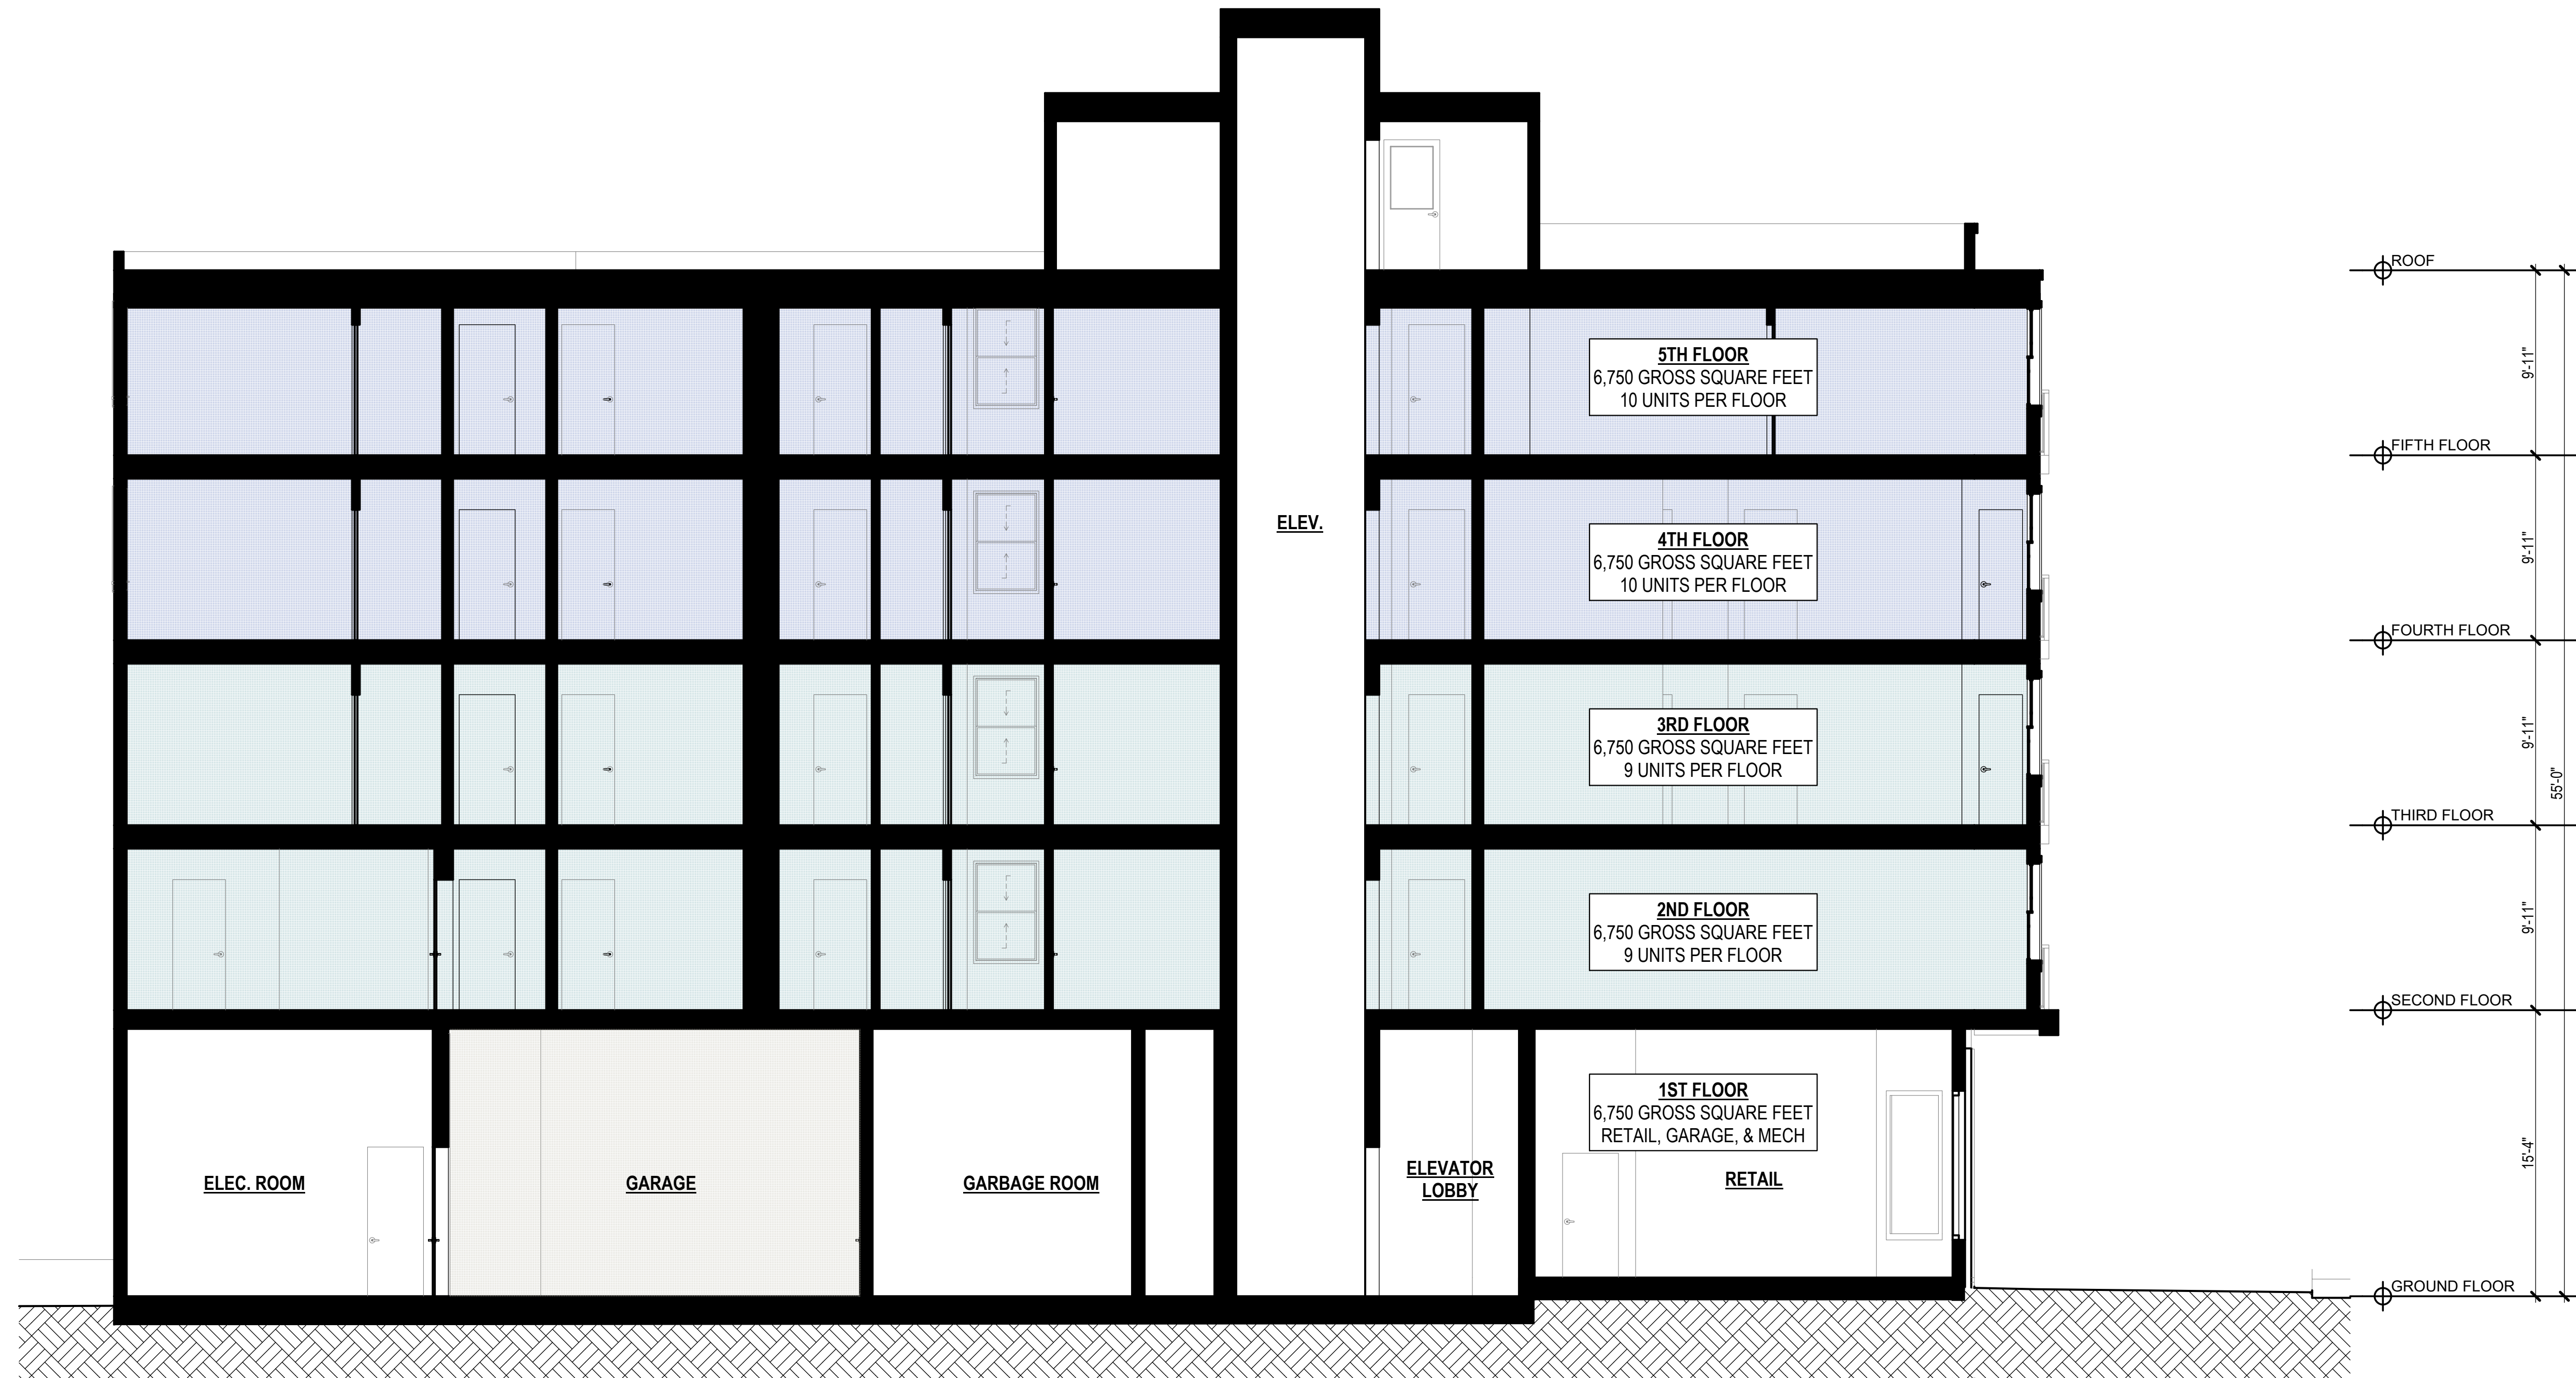 ROOF
5TH FLOOR
6,750 GROSS SQUARE FEET
10 UNITS PER FLOOR
9'-11"
FIFTH FLOOR
ELEV.
4TH FLOOR
6,750 GROSS SQUARE FEET
10 UNITS PER FLOOR
9'-11"
FOURTH FLOOR
3RD FLOOR
6,750 GROSS SQUARE FEET
9 UNITS PER FLOOR
9'-11"
55'-0"
THIRD FLOOR
2ND FLOOR
6,750 GROSS SQUARE FEET
9 UNITS PER FLOOR
9'-11"
SECOND FLOOR
1ST FLOOR
6,750 GROSS SQUARE FEET
RETAIL, GARAGE, & MECH
15'-4"
ELEC. ROOM
GARAGE
GARBAGE ROOM
ELEVATOR
LOBBY
RETAIL
GROUND FLOOR